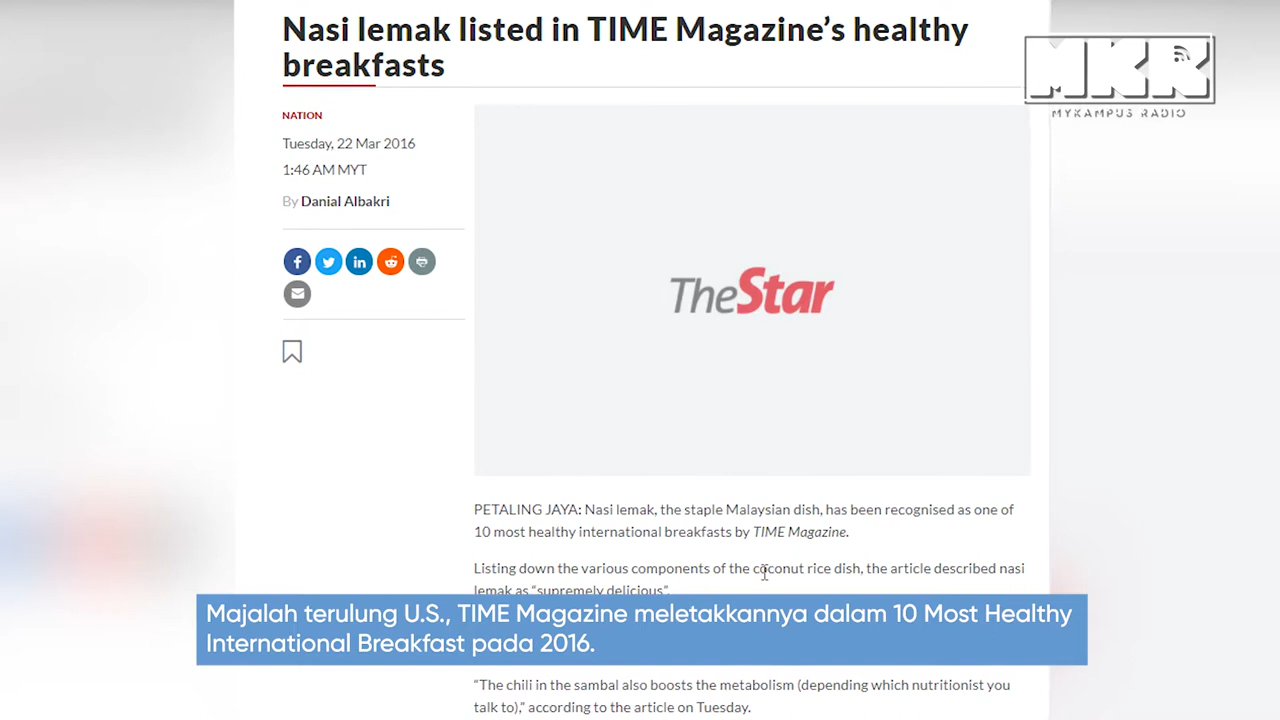 Nasi lemak listed in TIME Magazine's healthy
breakfasts
MKR
MYKAMPUS RADIO
NATION
Tuesday, 22 Mar 2016
1:46 AM MYT
By Danial Albakri
TheStar
PETALING JAYA: Nasi lemak, the staple Malaysian dish, has been recognised as one of
10 most healthy international breakfasts by TIME Magazine.
Listing down the various components of the coconut rice dish, the article described nasi
lemak as “supremely delicious”.
Majalah terulung U.S., TIME Magazine meletakkannya dalam 10 Most Healthy
International Breakfast pada 2016.
“The chili in the sambal also boosts the metabolism (depending which nutritionist you
talk to),” according to the article on Tuesday.